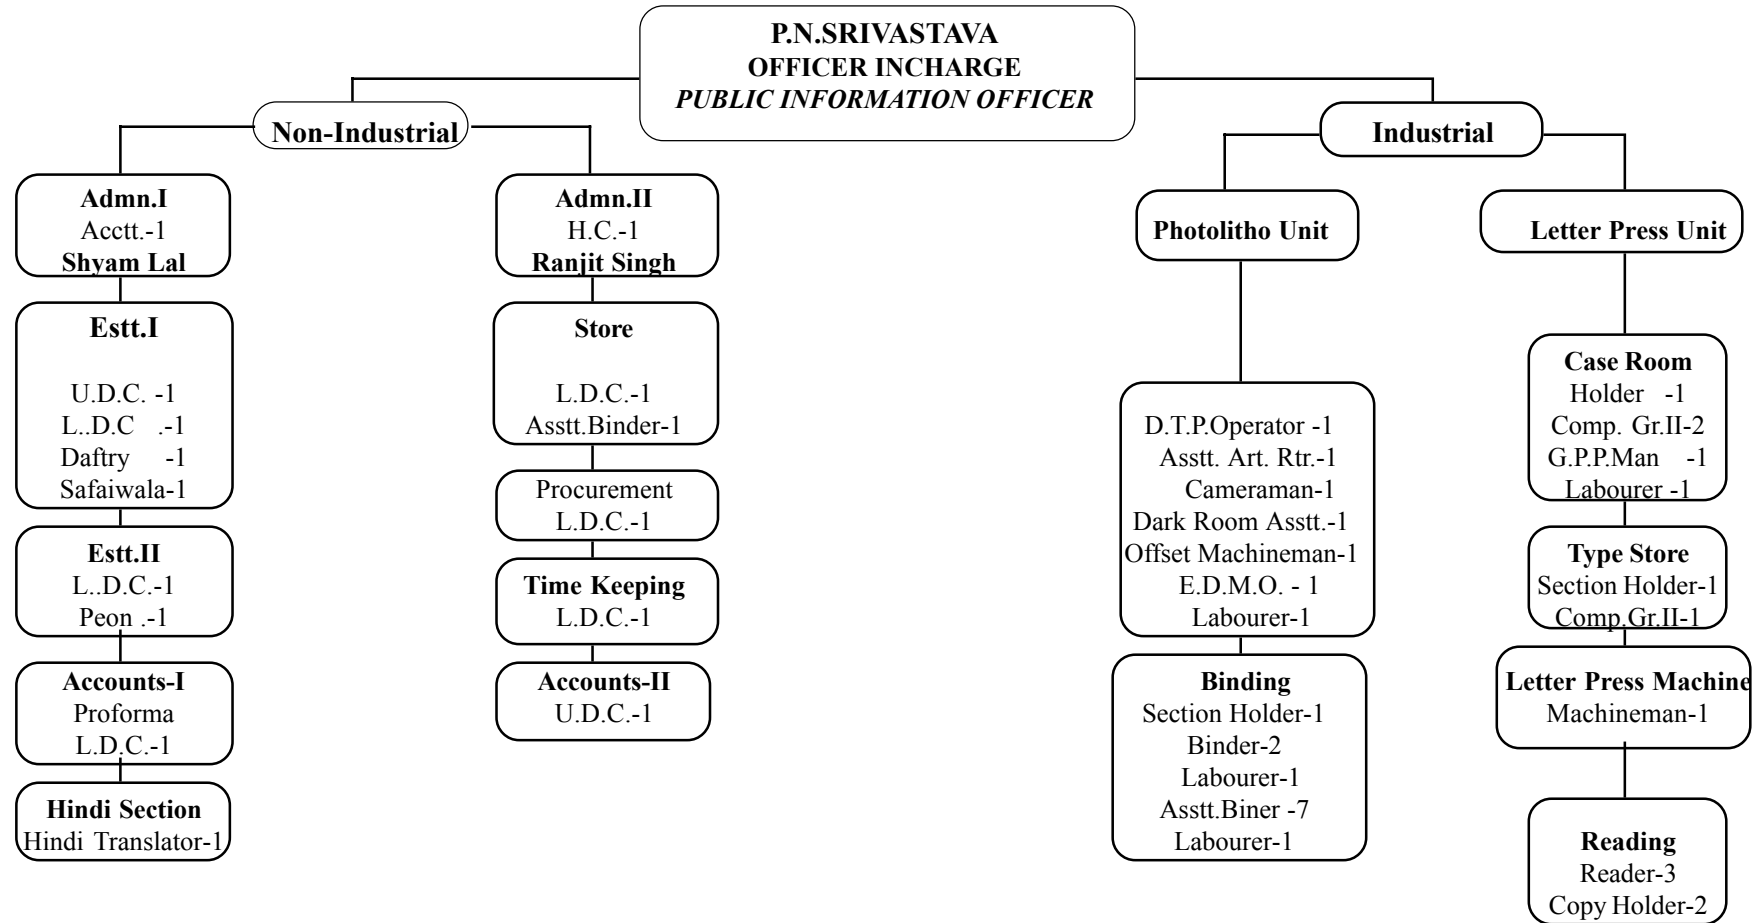 P.N.SRIVASTAVA
OFFICER INCHARGE
PUBLIC INFORMATION OFFICER
Non-Industrial
Industrial
Admn.I
Acctt.-1
Shyam Lal
Estt.I
U.D.C. -1
L..D.C .-1
Daftry -1
Safaiwala-1
Estt.II
L..D.C.-1
Peon .-1
Accounts-I
Proforma
L.D.C.-1
Hindi Section
Hindi Translator-1
Admn.II
H.C.-1
Ranjit Singh
Store
L.D.C.-1
Asstt.Binder-1
Procurement
L.D.C.-1
Time Keeping
L.D.C.-1
Accounts-II
U.D.C.-1
Photolitho Unit
D.T.P.Operator -1
Asstt. Art. Rtr.-1
Cameraman-1
Dark Room Asstt.-1
Offset Machineman-1
E.D.M.O. - 1
Labourer-1
Binding
Section Holder-1
Binder-2
Labourer-1
Asstt.Biner -7
Labourer-1
Letter Press Unit
Case Room
Holder -1
Comp. Gr.II-2
G.P.P.Man -1
Labourer -1
Type Store
Section Holder-1
Comp.Gr.II-1
Letter Press Machine
Machineman-1
Reading
Reader-3
Copy Holder-2